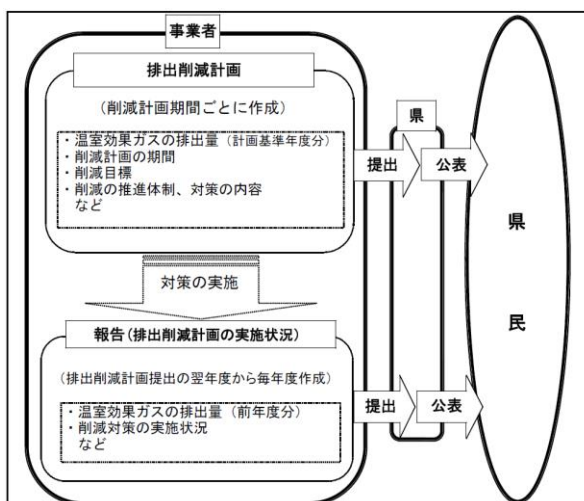 事業者
排出削減計画
(削減計画期間ごとに作成)
・温室効果ガスの排出量(計画基準年度分)
・削減計画の期間
・削減目標
・削減の推進体制、対策の内容
など
県
提出
公表
対策の実施
県民
報告(排出削減計画の実施状況)
(排出削減計画提出の翌年度から毎年度作成)
・温室効果ガスの排出量(前年度分)
・削減対策の実施状況
など
提出
公表